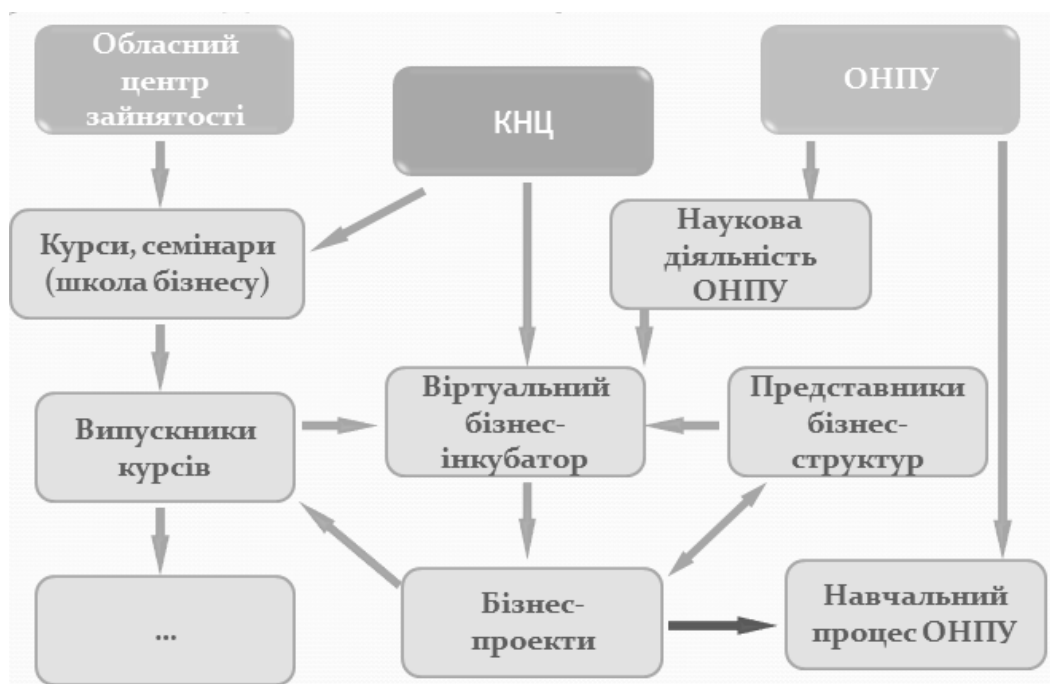 Обласний
центр
зайнятості
КНЦ
ОНПУ
Курси, семінари
(школа бізнесу)
Наукова
діяльність
ОНПУ
Випускники
курсів
Віртуальний
бізнес-
інкубатор
Представники
бізнес-
структур
...
Бізнес-
проекти
Навчальний
процес ОНПУ